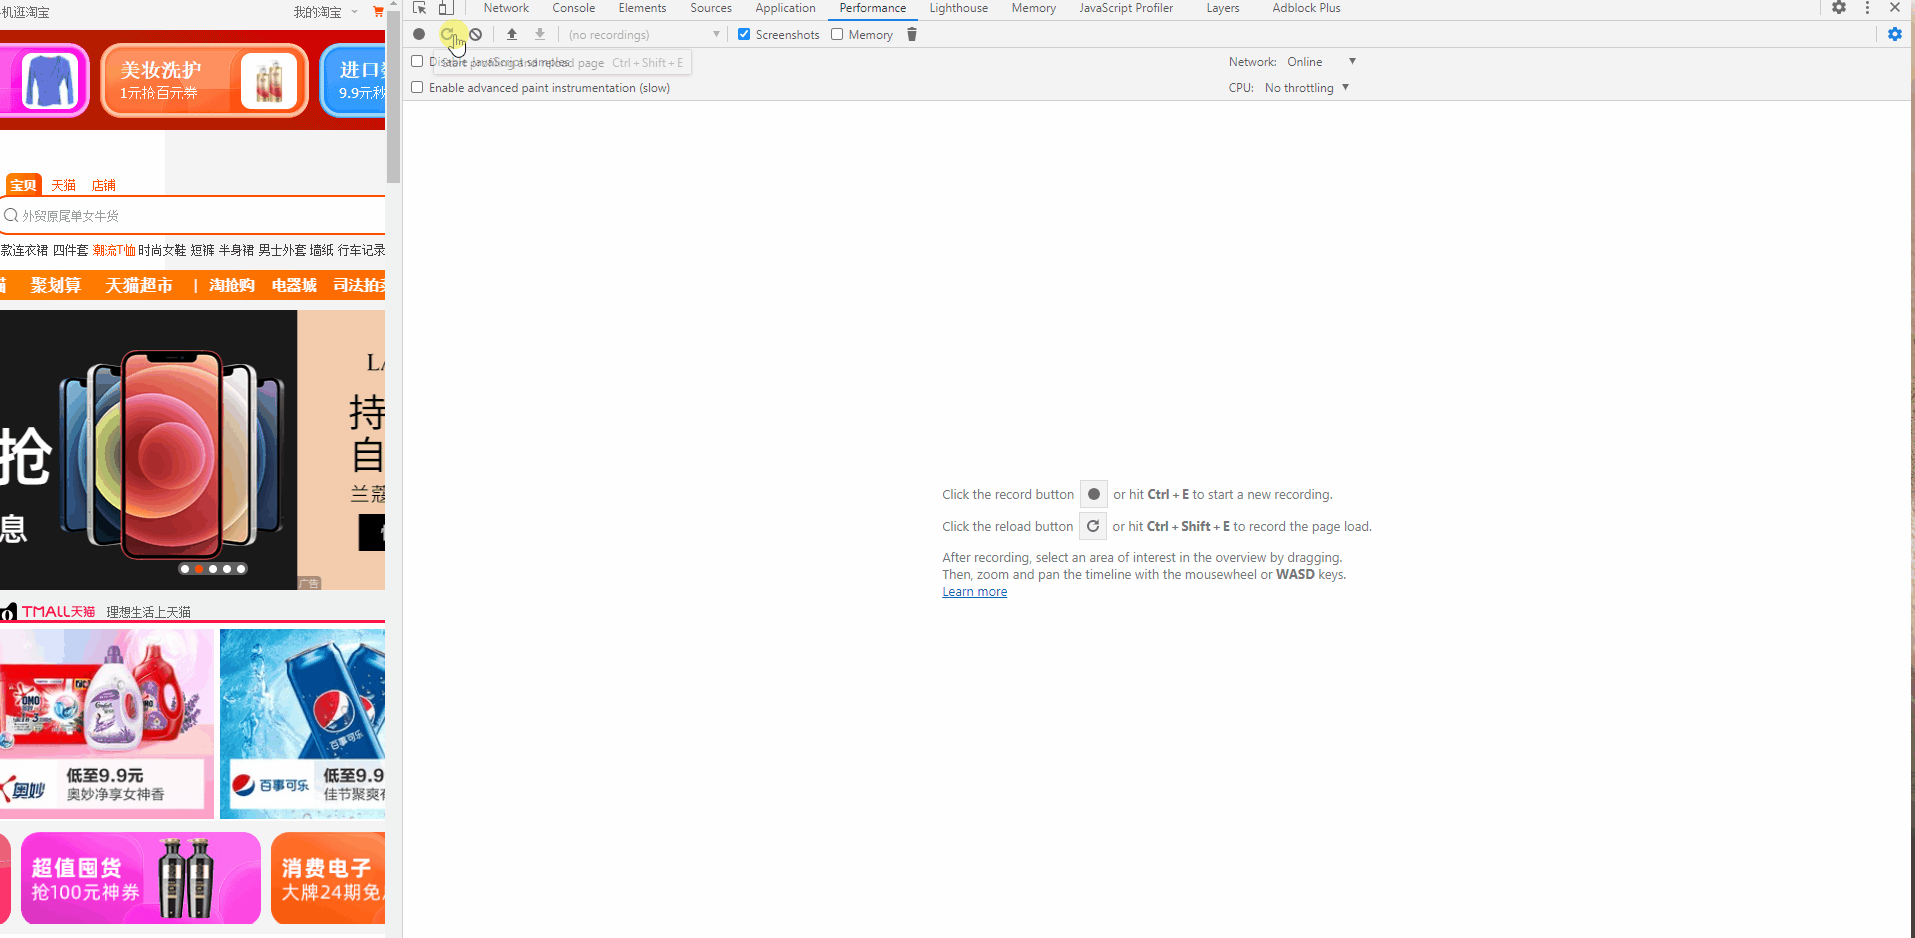 机逛淘宝
我的淘宝
美妆洗护
1元抢百元券
进口
9.9元秒
宝贝 天猫 店铺
外贸原尾单女牛货
款连衣裙 四件套 潮流T恤 时尚女鞋 短裤 半身裙 男士外套 墙纸 行车记录
猫 聚划算 天猫超市 | 淘抢购 电器城 司法拍卖
抢
息
持
自
兰蔻
广告
TMALL天猫 理想生活上天猫
OMO
低至9.9元
奥妙净享女神香
奥妙
百事可乐
百事可乐
低至9.9
佳节聚爽有
超值囤货
抢100元神券
消费电子
大牌24期免
Network Console Elements Sources Application Performance Lighthouse Memory JavaScript Profiler Layers Adblock Plus
(no recordings) Screenshots Memory
Disable JavaScript samples
Start profiling and reload page Ctrl + Shift + E
Network: Online
Enable advanced paint instrumentation (slow)
CPU: No throttling
Click the record button or hit Ctrl + E to start a new recording.
Click the reload button or hit Ctrl + Shift + E to record the page load.
After recording, select an area of interest in the overview by dragging.
Then, zoom and pan the timeline with the mousewheel or WASD keys.
Learn more